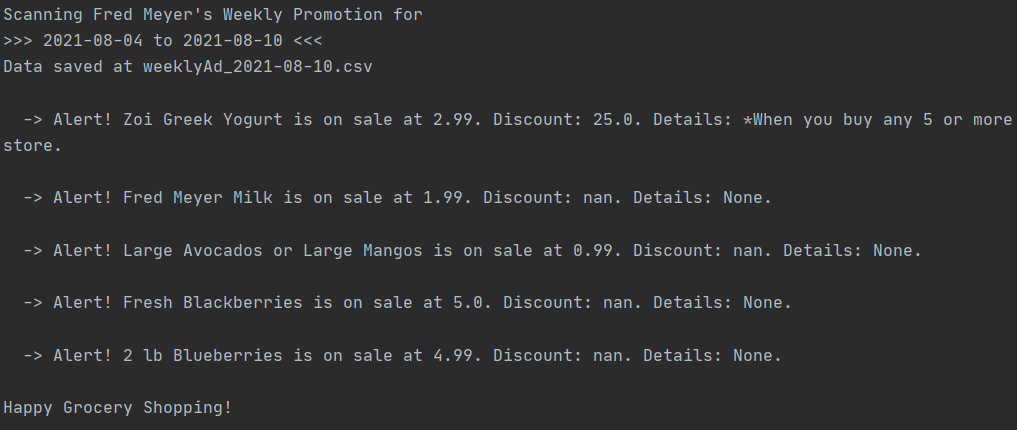 Scanning Fred Meyer's Weekly Promotion for
>>> 2021-08-04 to 2021-08-10 <<<
Data saved at weeklyAd_2021-08-10.csv
-> Alert! Zoi Greek Yogurt is on sale at 2.99. Discount: 25.0. Details: *When you buy any 5 or more
store.
-> Alert! Fred Meyer Milk is on sale at 1.99. Discount: nan. Details: None.
-> Alert! Large Avocados or Large Mangos is on sale at 0.99. Discount: nan. Details: None.
-> Alert! Fresh Blackberries is on sale at 5.0. Discount: nan. Details: None.
-> Alert! 2 lb Blueberries is on sale at 4.99. Discount: nan. Details: None.
Happy Grocery Shopping!